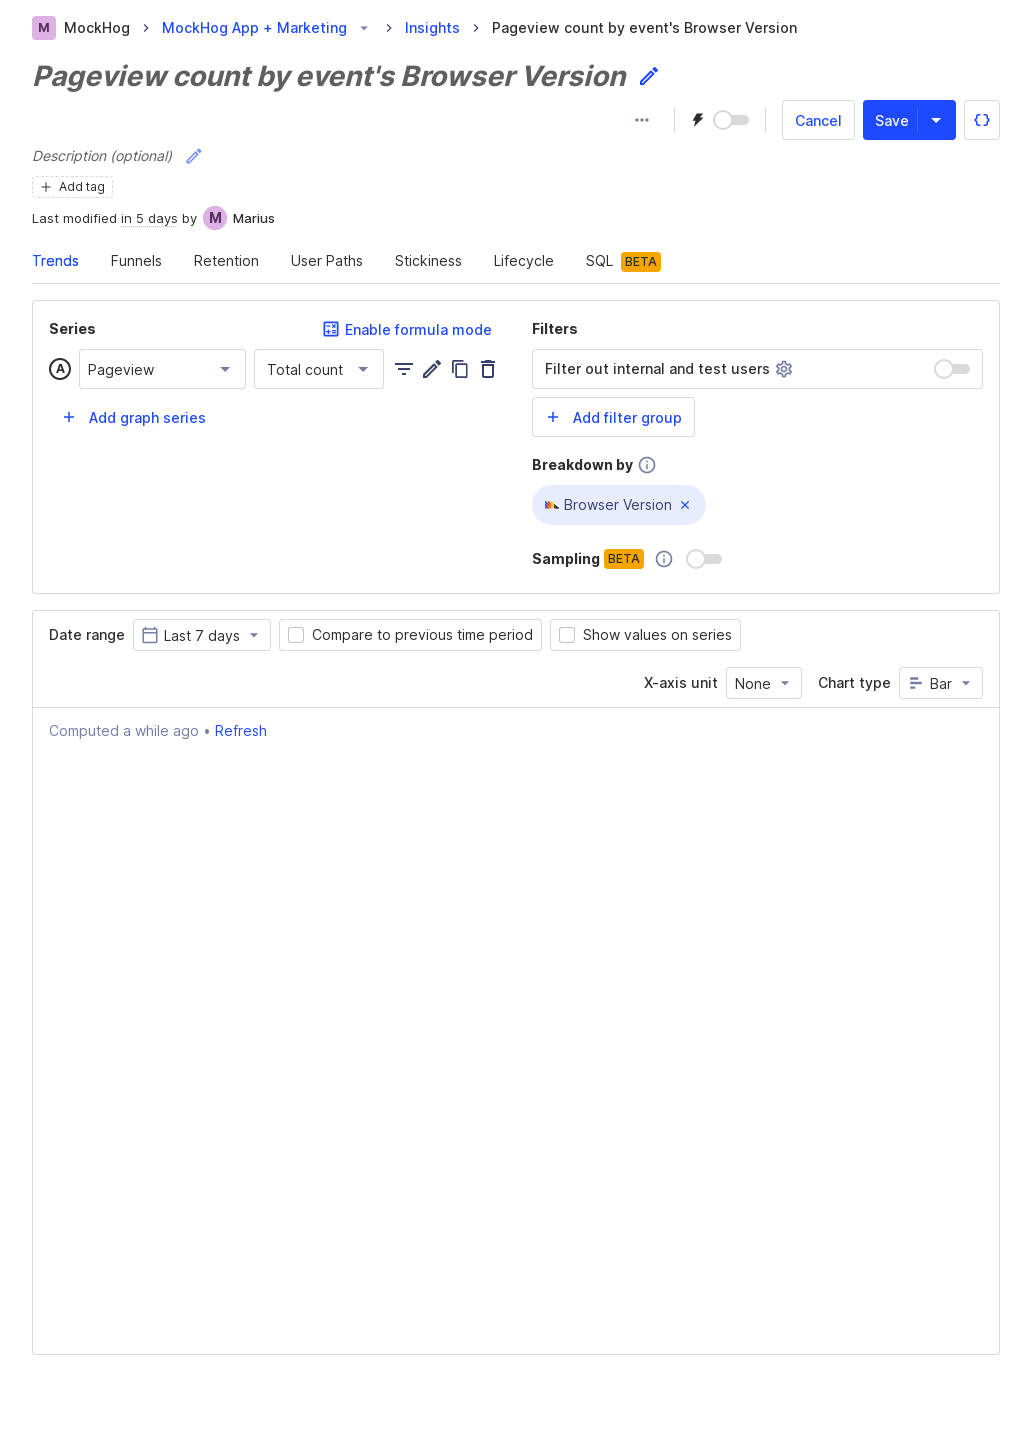 M MockHog MockHog App + Marketing Insights Pageview count by event's Browser Version
Pageview count by event's Browser Version
Cancel Save
Description (optional)
Add tag
Last modified in 5 days by M Marius
Trends Funnels Retention User Paths Stickiness Lifecycle SQL BETA
Series Enable formula mode
A Pageview Total count
Add graph series
Filters
Filter out internal and test users
Add filter group
Breakdown by
Browser Version
Sampling BETA
Date range Last 7 days Compare to previous time period Show values on series
X-axis unit None Chart type Bar
Computed a while ago • Refresh